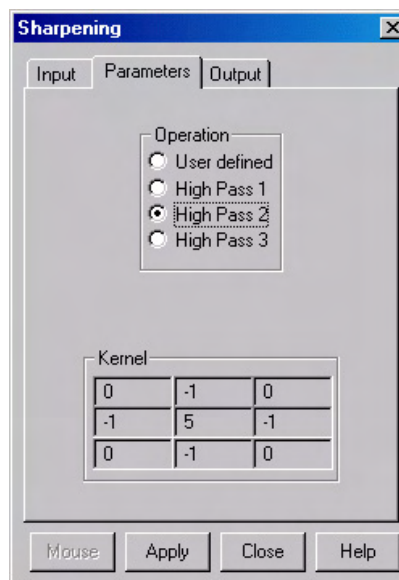 Sharpening
Input Parameters Output
Operation
User defined
High Pass 1
High Pass 2
High Pass 3
Kernel
0 -1 0
-1 5 -1
0 -1 0
Mouse Apply Close Help